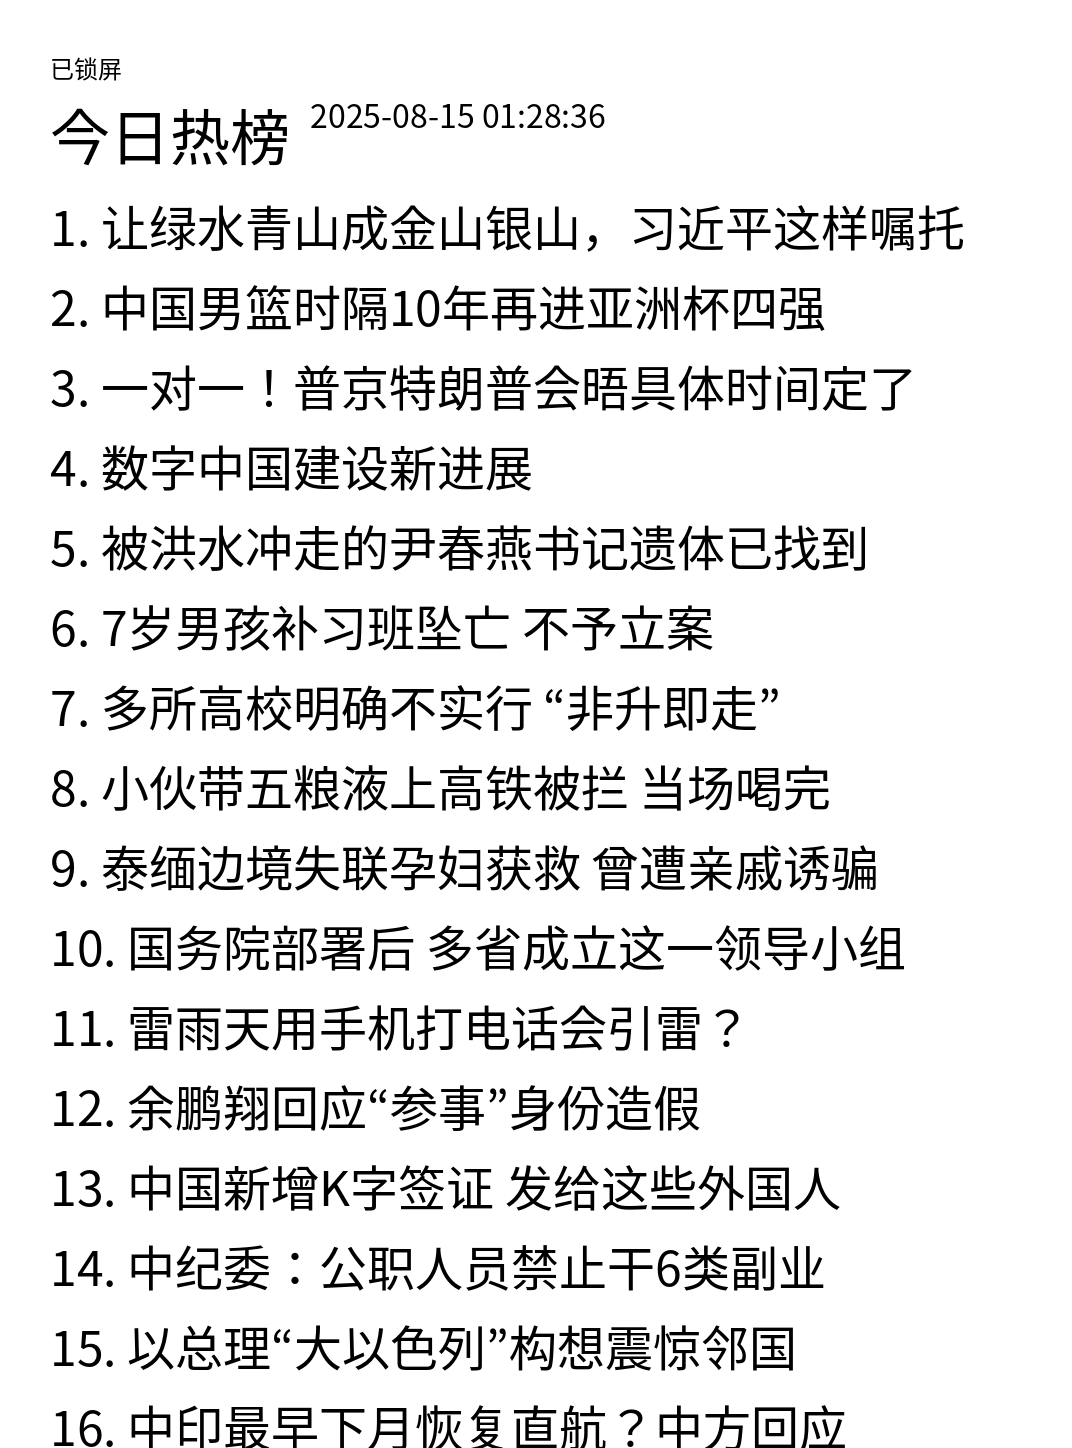 已锁屏
今日热榜 2025-08-15 01:28:36
1. 让绿水青山成金山银山，习近平这样嘱托
2. 中国男篮时隔10年再进亚洲杯四强
3. 一对一！普京特朗普会晤具体时间定了
4. 数字中国建设新进展
5. 被洪水冲走的尹春燕书记遗体已找到
6. 7岁男孩补习班坠亡 不予立案
7. 多所高校明确不实行 “非升即走”
8. 小伙带五粮液上高铁被拦 当场喝完
9. 泰缅边境失联孕妇获救 曾遭亲戚诱骗
10. 国务院部署后 多省成立这一领导小组
11. 雷雨天用手机打电话会引雷？
12. 余鹏翔回应“参事”身份造假
13. 中国新增K字签证 发给这些外国人
14. 中纪委：公职人员禁止干6类副业
15. 以总理“大以色列”构想震惊邻国
16. 中印最早下月恢复直航？中方回应